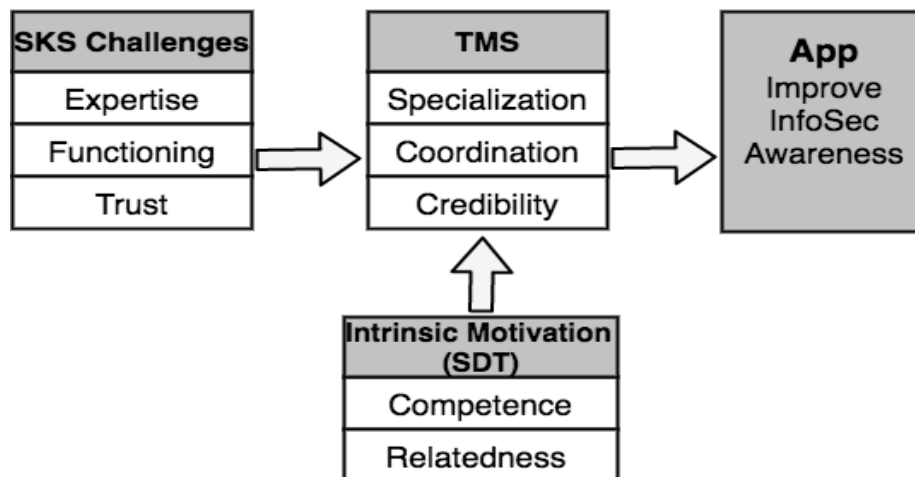 SKS Challenges
Expertise
Functioning
Trust
TMS
Specialization
Coordination
Credibility
App
Improve
InfoSec
Awareness
Intrinsic Motivation
(SDT)
Competence
Relatedness